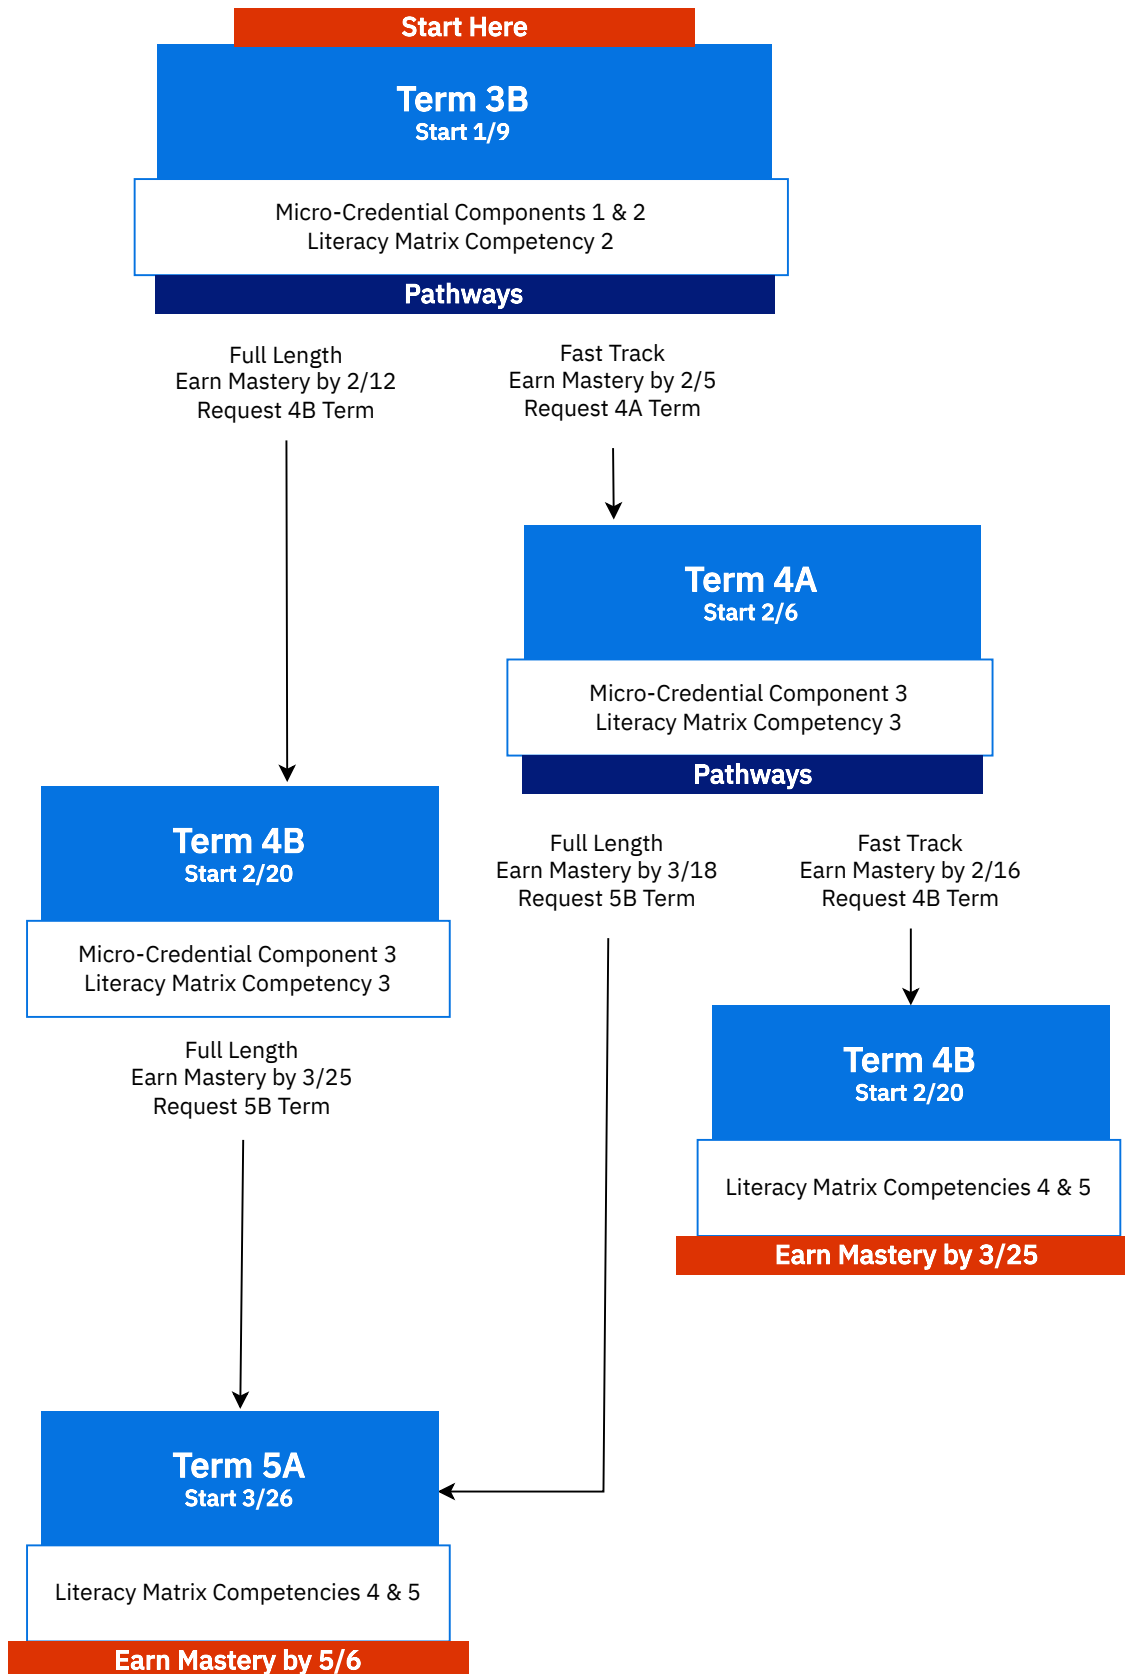 Start Here
Term 3B
Start 1/9
Micro-Credential Components 1 & 2
Literacy Matrix Competency 2
Pathways
Full Length
Earn Mastery by 2/12
Request 4B Term
Fast Track
Earn Mastery by 2/5
Request 4A Term
Term 4A
Start 2/6
Micro-Credential Component 3
Literacy Matrix Competency 3
Pathways
Term 4B
Start 2/20
Micro-Credential Component 3
Literacy Matrix Competency 3
Full Length
Earn Mastery by 3/18
Request 5B Term
Fast Track
Earn Mastery by 2/16
Request 4B Term
Full Length
Earn Mastery by 3/25
Request 5B Term
Term 4B
Start 2/20
Literacy Matrix Competencies 4 & 5
Earn Mastery by 3/25
Term 5A
Start 3/26
Literacy Matrix Competencies 4 & 5
Earn Mastery by 5/6